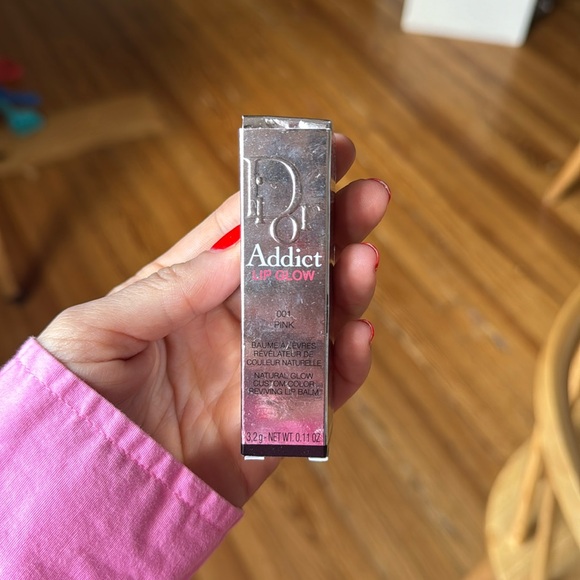 Dior
Addict
LIP GLOW
001
PINK
BAUME À LÈVRES
RÉVÉLATEUR DE
COULEUR NATURELLE
NATURAL GLOW
CUSTOM COLOR
REVIVING LIP BALM
3.2 g - NET WT. 0.11 OZ